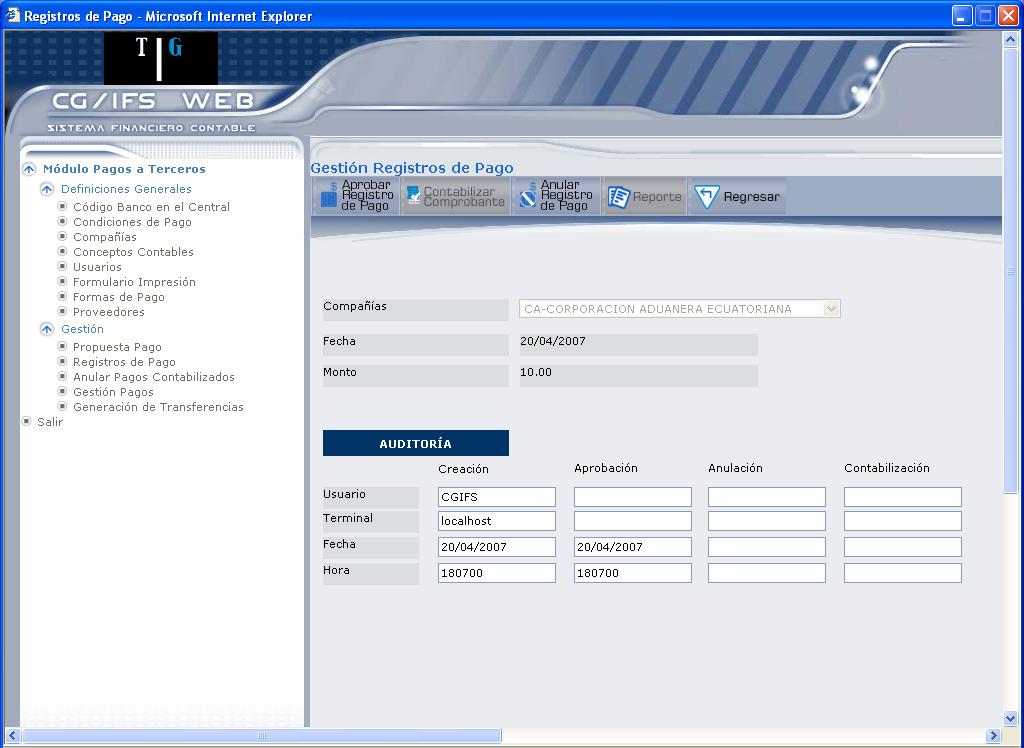 Registros de Pago - Microsoft Internet Explorer
T G
CG/IFS WEB
SISTEMA FINANCIERO CONTABLE
Módulo Pagos a Terceros
Definiciones Generales
Código Banco en el Central
Condiciones de Pago
Compañías
Conceptos Contables
Usuarios
Formulario Impresión
Formas de Pago
Proveedores
Gestión
Propuesta Pago
Registros de Pago
Anular Pagos Contabilizados
Gestión Pagos
Generación de Transferencias
Salir
Gestión Registros de Pago
Aprobar Registro de Pago
Contabilizar Comprobante
Anular Registro de Pago
Reporte
Regresar
Compañías CA-CORPORACION ADUANERA ECUATORIANA
Fecha 20/04/2007
Monto 10.00
AUDITORÍA
Creación Aprobación Anulación Contabilización
Usuario CGIFS
Terminal localhost
Fecha 20/04/2007 20/04/2007
Hora 180700 180700